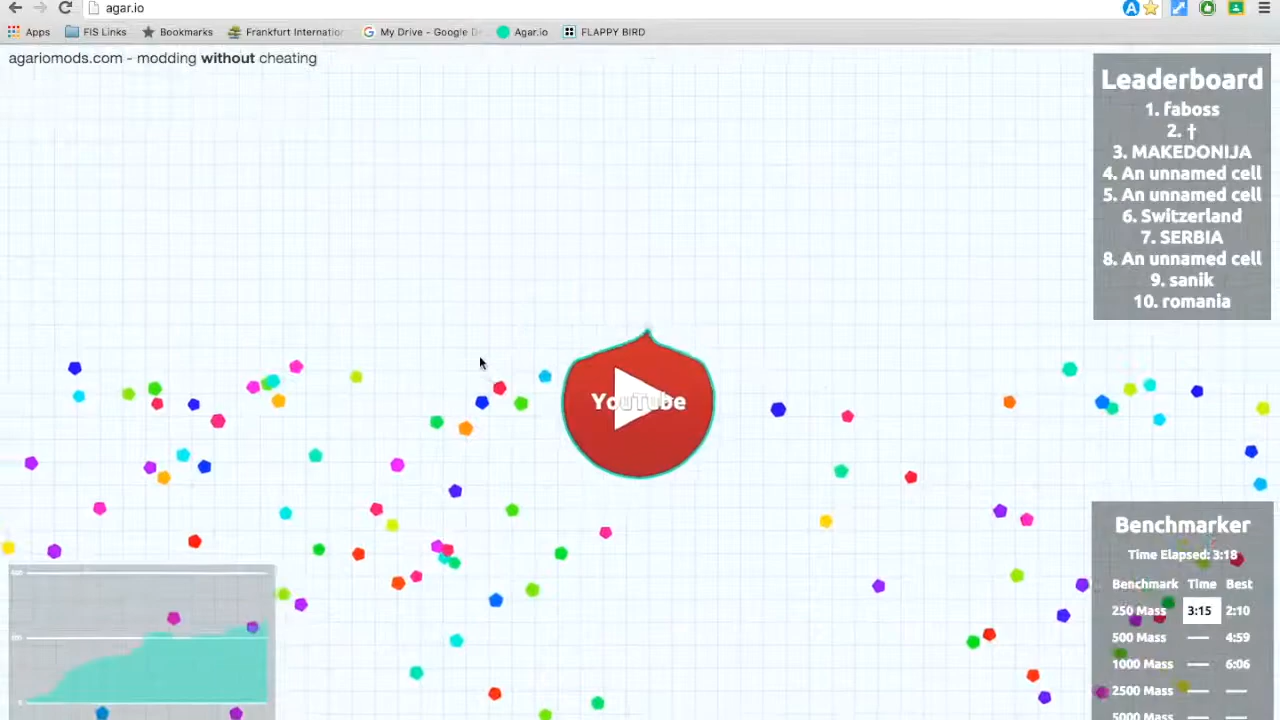 agar.io
Apps FIS Links Bookmarks Frankfurt Internatio My Drive - Google D Agar.io FLAPPY BIRD
agariomods.com - modding without cheating
Leaderboard
1. faboss
2. †
3. MAKEDONIJA
4. An unnamed cell
5. An unnamed cell
6. Switzerland
7. SERBIA
8. An unnamed cell
9. sanik
10. romania
YouTube
Benchmarker
Time Elapsed: 3:18
Benchmark Time Best
250 Mass 3:15 2:10
500 Mass — 4:59
1000 Mass — 6:06
2500 Mass — —
5000 Mass